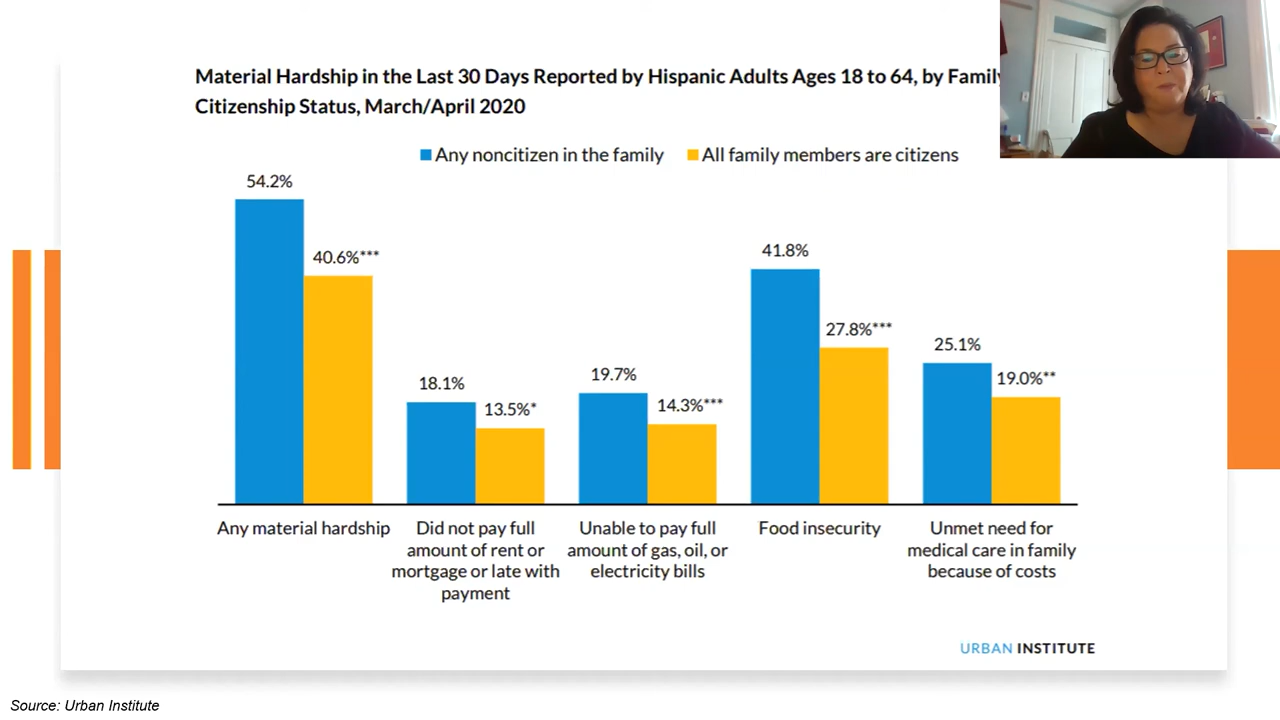 Material Hardship in the Last 30 Days Reported by Hispanic Adults Ages 18 to 64, by Family
Citizenship Status, March/April 2020
Any noncitizen in the family All family members are citizens
54.2%
40.6%***
18.1%
13.5%*
19.7%
14.3%***
41.8%
27.8%***
25.1%
19.0%**
Any material hardship
Did not pay full
amount of rent or
mortgage or late with
payment
Unable to pay full
amount of gas, oil, or
electricity bills
Food insecurity
Unmet need for
medical care in family
because of costs
URBAN INSTITUTE
Source: Urban Institute